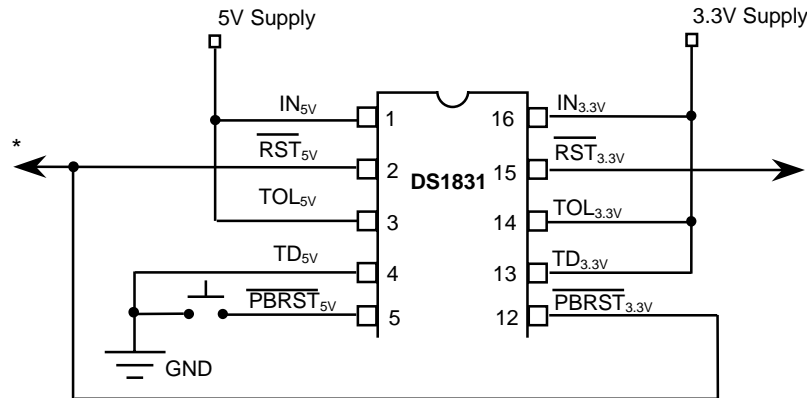 5V Supply
3.3V Supply
IN5V
1
16
IN3.3V
*
RST5V
2
DS1831
15
RST3.3V
TOL5V
3
14
TOL3.3V
TD5V
4
13
TD3.3V
PBRST5V
5
12
PBRST3.3V
GND